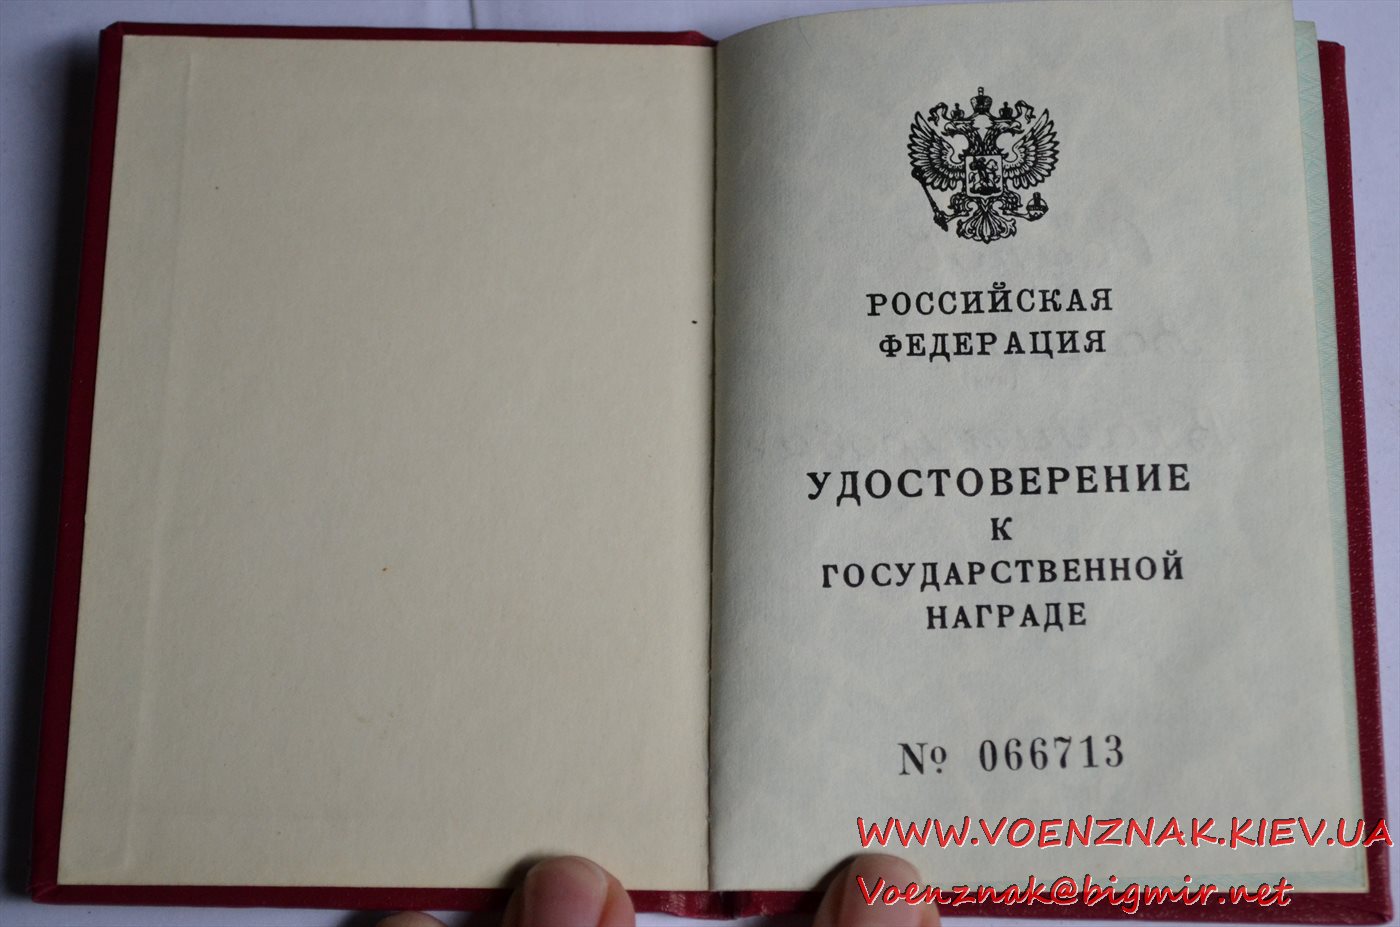 РОССИЙСКАЯ
ФЕДЕРАЦИЯ
УДОСТОВЕРЕНИЕ
К
ГОСУДАРСТВЕННОЙ
НАГРАДЕ
№ 066713
WWW.VOENZNAK.KIEV.UA
Voenznak@bigmir.net